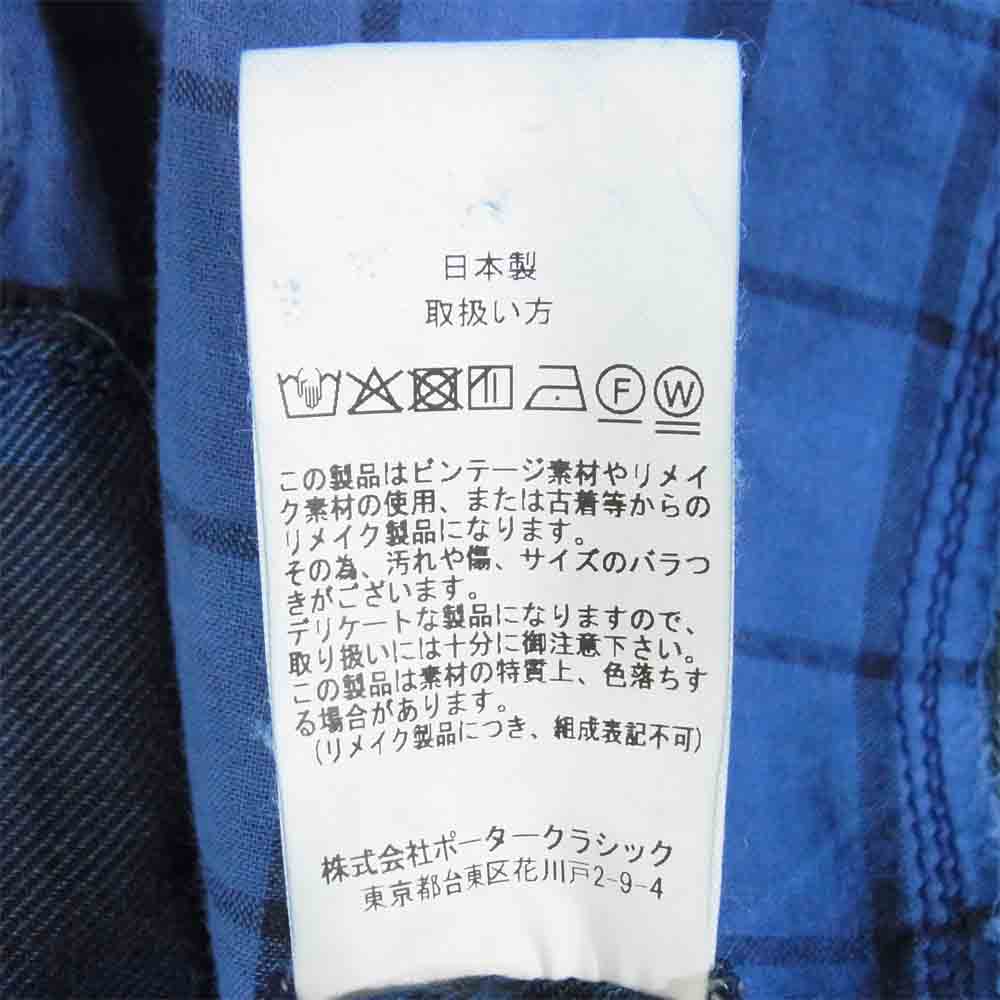 日本製
取扱い方
F W
この製品はビンテージ素材やリメイ
ク素材の使用、または古着等からの
リメイク製品になります。
その為、汚れや傷、サイズのバラつ
きがございます。
デリケートな製品になりますので、
取り扱いには十分に御注意下さい。
この製品は素材の特質上、色落ちす
る場合があります。
(リメイク製品につき、組成表記不可)
株式会社ポータークラシック
東京都台東区花川戸2-9-4